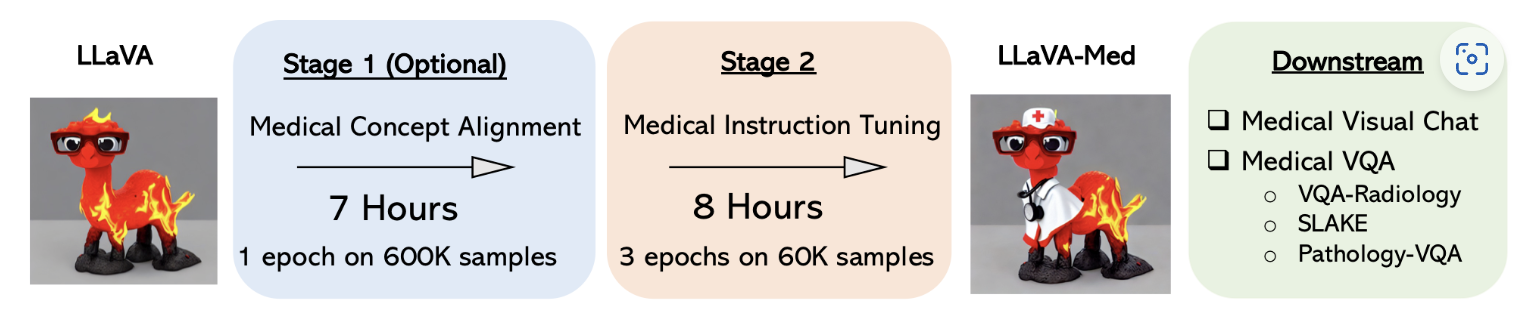 LLaVA
Stage 1 (Optional)
Medical Concept Alignment
7 Hours
1 epoch on 600K samples
Stage 2
Medical Instruction Tuning
8 Hours
3 epochs on 60K samples
LLaVA-Med
Downstream
Medical Visual Chat
Medical VQA
VQA-Radiology
SLAKE
Pathology-VQA